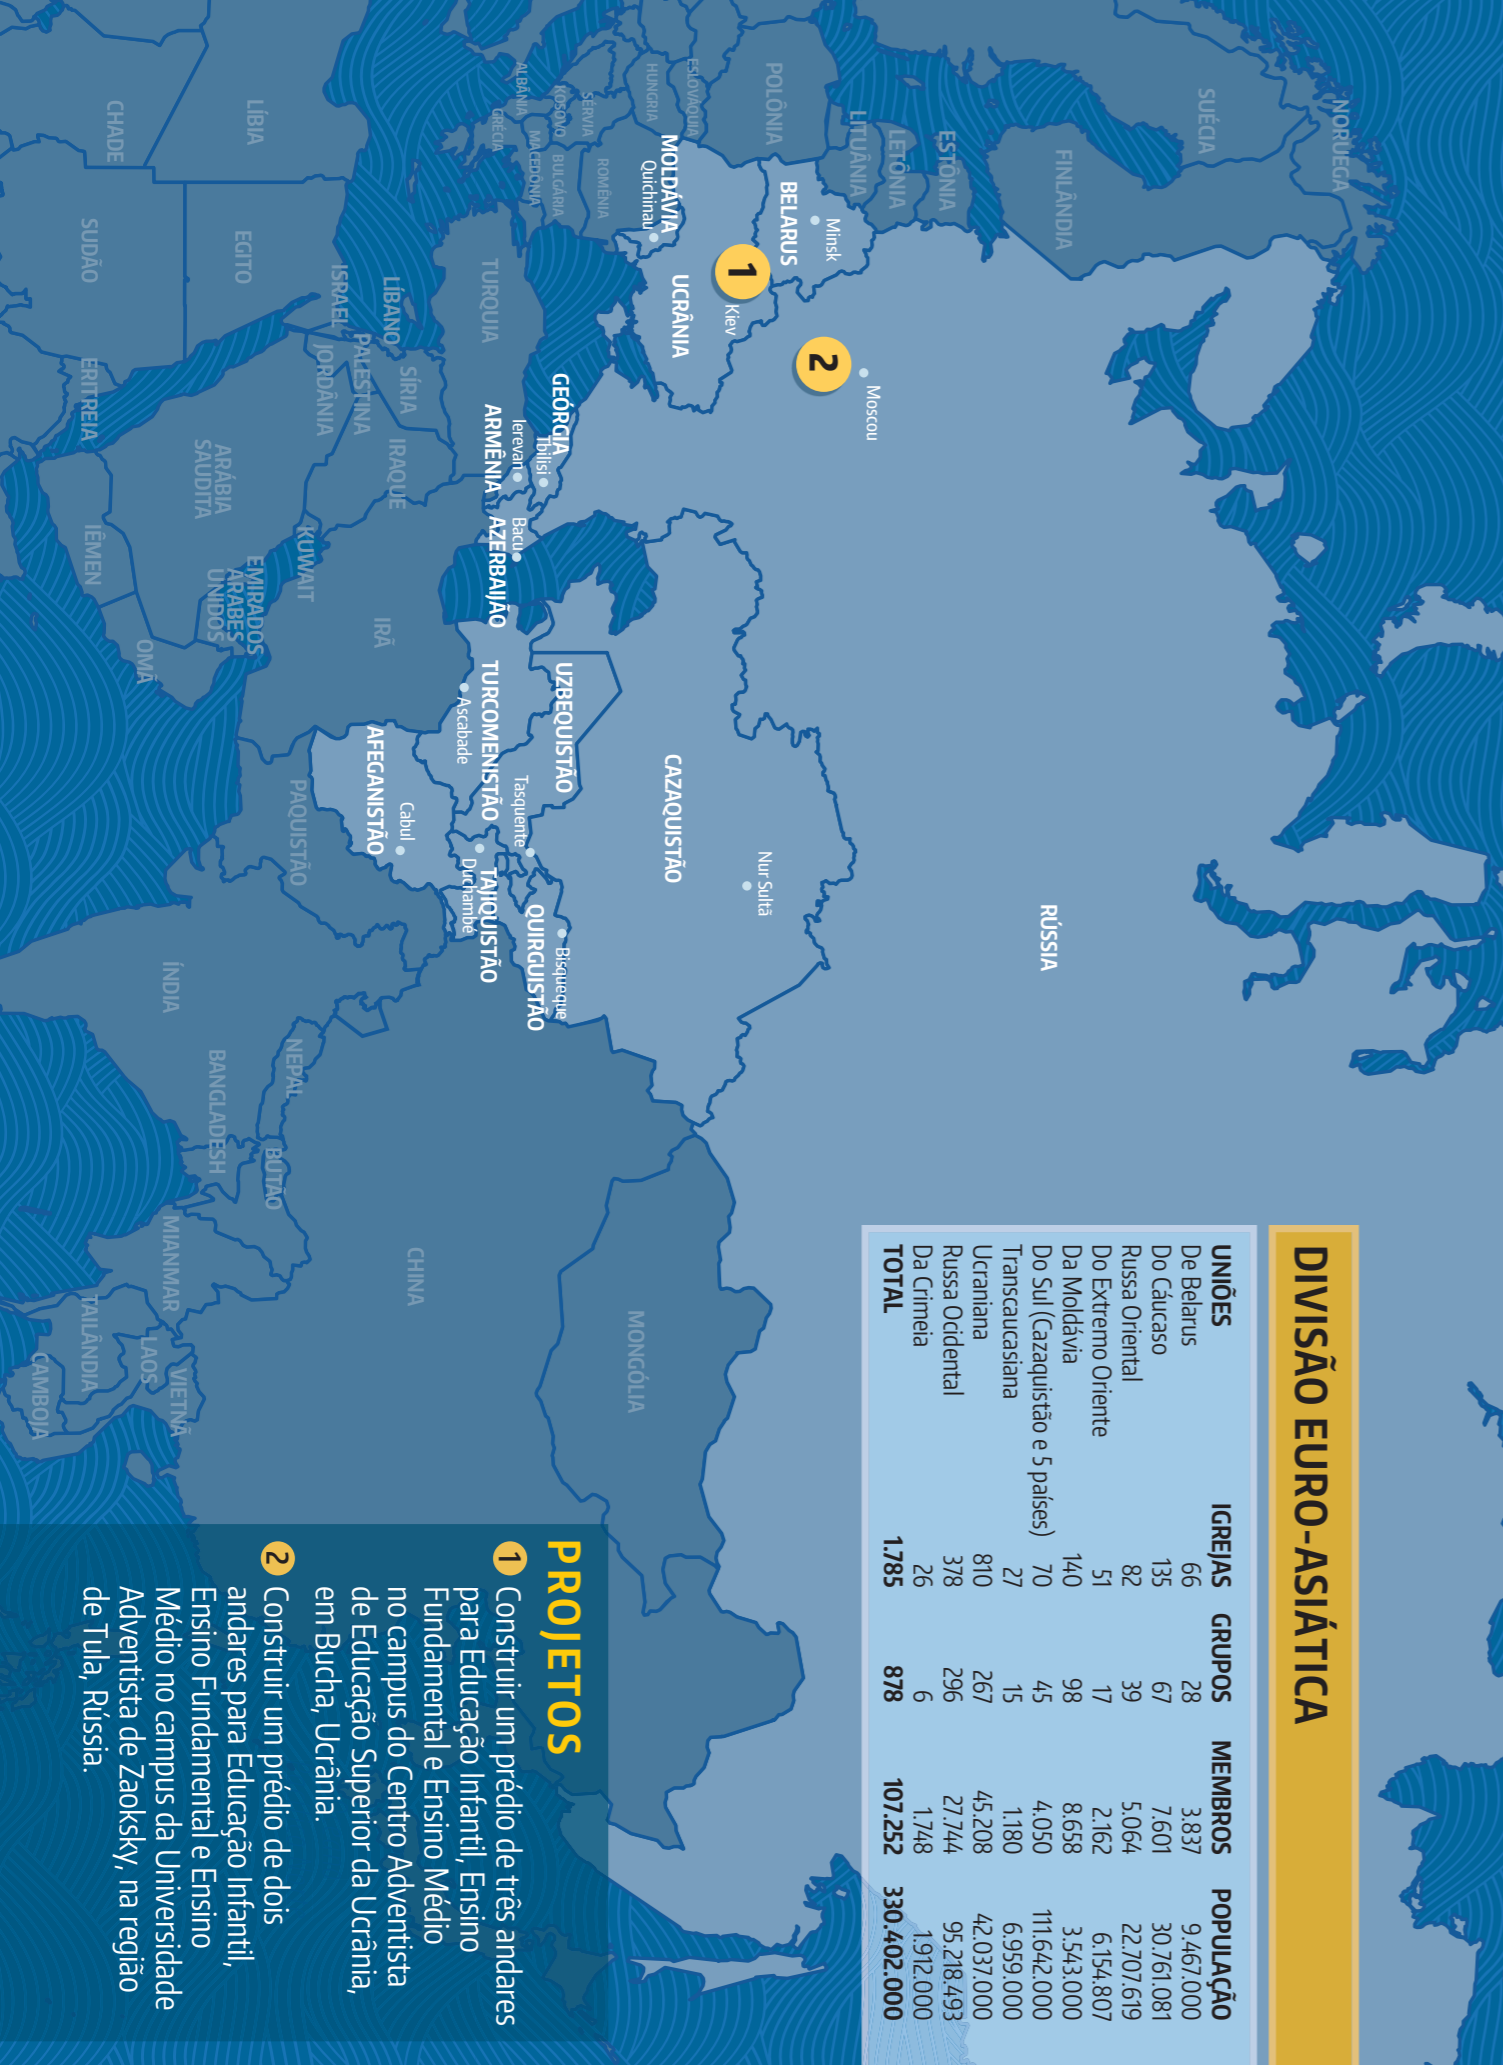 DIVISÃO EURO-ASIÁTICA
UNIÕES IGREJAS GRUPOS MEMBROS POPULAÇÃO
De Belarus 66 28 3.837 9.467.000
Do Cáucaso 135 67 7.601 30.761.081
Russa Oriental 82 39 5.064 22.707.619
Do Extremo Oriente 51 17 2.162 6.154.807
Da Moldávia 140 98 8.658 3.543.000
Do Sul (Cazaquistão e 5 países) 70 45 4.050 111.642.000
Transcaucasiana 27 15 1.180 6.959.000
Ucraniana 810 267 45.208 42.037.000
Russa Ocidental 378 296 27.744 95.218.493
Da Crimeia 26 6 1.748 1.912.000
TOTAL 1.785 878 107.252 330.402.000
NORUEGA
SUÉCIA
FINLÂNDIA
ESTÔNIA
LETÔNIA
LITUÂNIA
POLÔNIA
ESLOVÁQUIA
HUNGRIA
SÉRVIA
KOSOVO
ALBÂNIA
GRÉCIA
MACEDÔNIA
BULGÁRIA
ROMÊNIA
MOLDÁVIA
Quichinau
BELARUS
Minsk
1
Kiev
UCRÂNIA
2
Moscou
RÚSSIA
GEÓRGIA
Tbilisi
Ierevan
ARMÊNIA
Bacu
AZERBAIJÃO
UZBEQUISTÃO
TURCOMENISTÃO
Ascabade
Tasquente
CAZAQUISTÃO
Nur Sultã
QUIRGUISTÃO
Bisqueque
TAJIQUISTÃO
Duchambé
AFEGANISTÃO
Cabul
TURQUIA
SÍRIA
LÍBANO
PALESTINA
ISRAEL
JORDÂNIA
IRAQUE
IRÃ
KUWAIT
ARÁBIA
SAUDITA
EMIRADOS
ÁRABES
UNIDOS
OMÃ
IÊMEN
LÍBIA
CHADE
EGITO
SUDÃO
ERITREIA
PAQUISTÃO
ÍNDIA
NEPAL
BUTÃO
BANGLADESH
MIANMAR
TAILÂNDIA
LAOS
VIETNÃ
CAMBOJA
CHINA
MONGÓLIA
PROJETOS
1 Construir um prédio de três andares
para Educação Infantil, Ensino
Fundamental e Ensino Médio
no campus do Centro Adventista
de Educação Superior da Ucrânia,
em Bucha, Ucrânia.
2 Construir um prédio de dois
andares para Educação Infantil,
Ensino Fundamental e Ensino
Médio no campus da Universidade
Adventista de Zaoksky, na região
de Tula, Rússia.